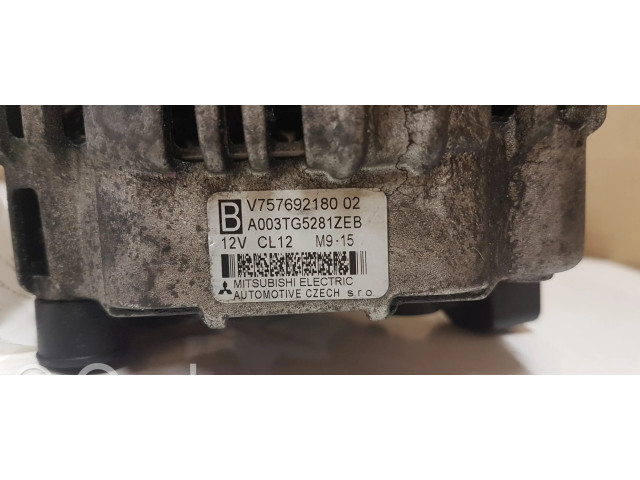 B V757692180 02
A003TG5281ZEB
12V CL12 M9-15
MITSUBISHI ELECTRIC
AUTOMOTIVE CZECH s.r.o.